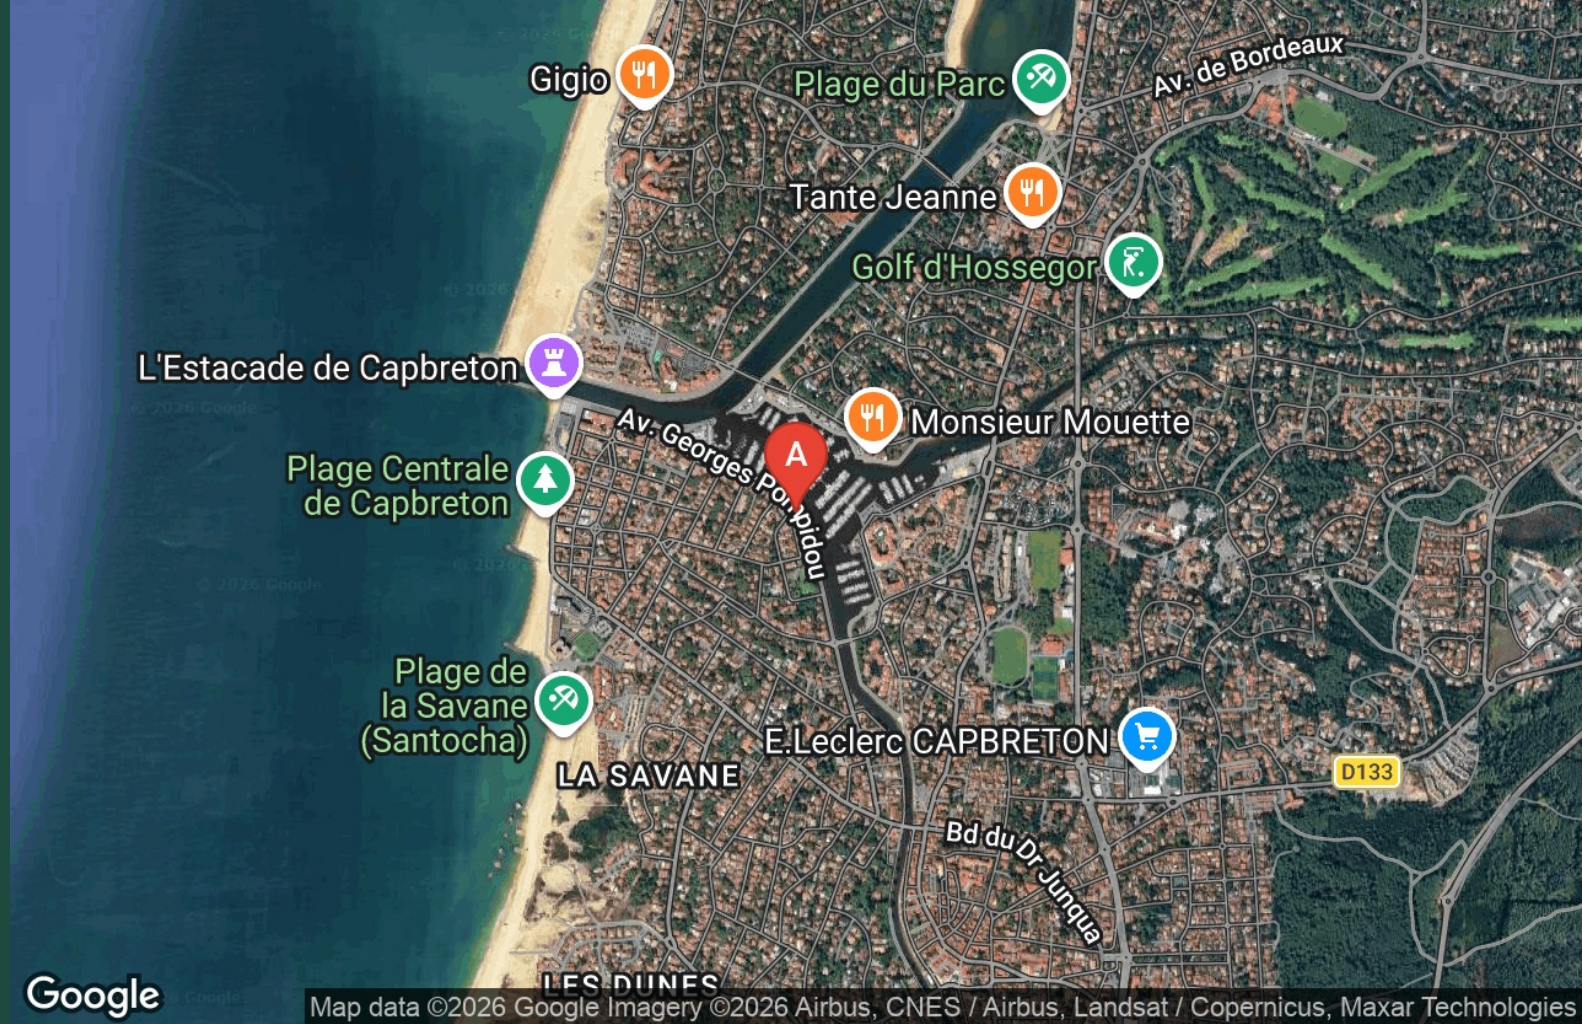 Gigio
Plage du Parc
Av. de Bordeaux
Tante Jeanne
Golf d'Hossegor
L'Estacade de Capbreton
Av. Georges Pompidou
A
Monsieur Mouette
Plage Centrale
de Capbreton
Plage de
la Savane
(Santocha)
E.Leclerc CAPBRETON
D133
LA SAVANE
Bd du Dr Junqua
LES DUNES
Google
Map data ©2026 Google Imagery ©2026 Airbus, CNES / Airbus, Landsat / Copernicus, Maxar Technologies